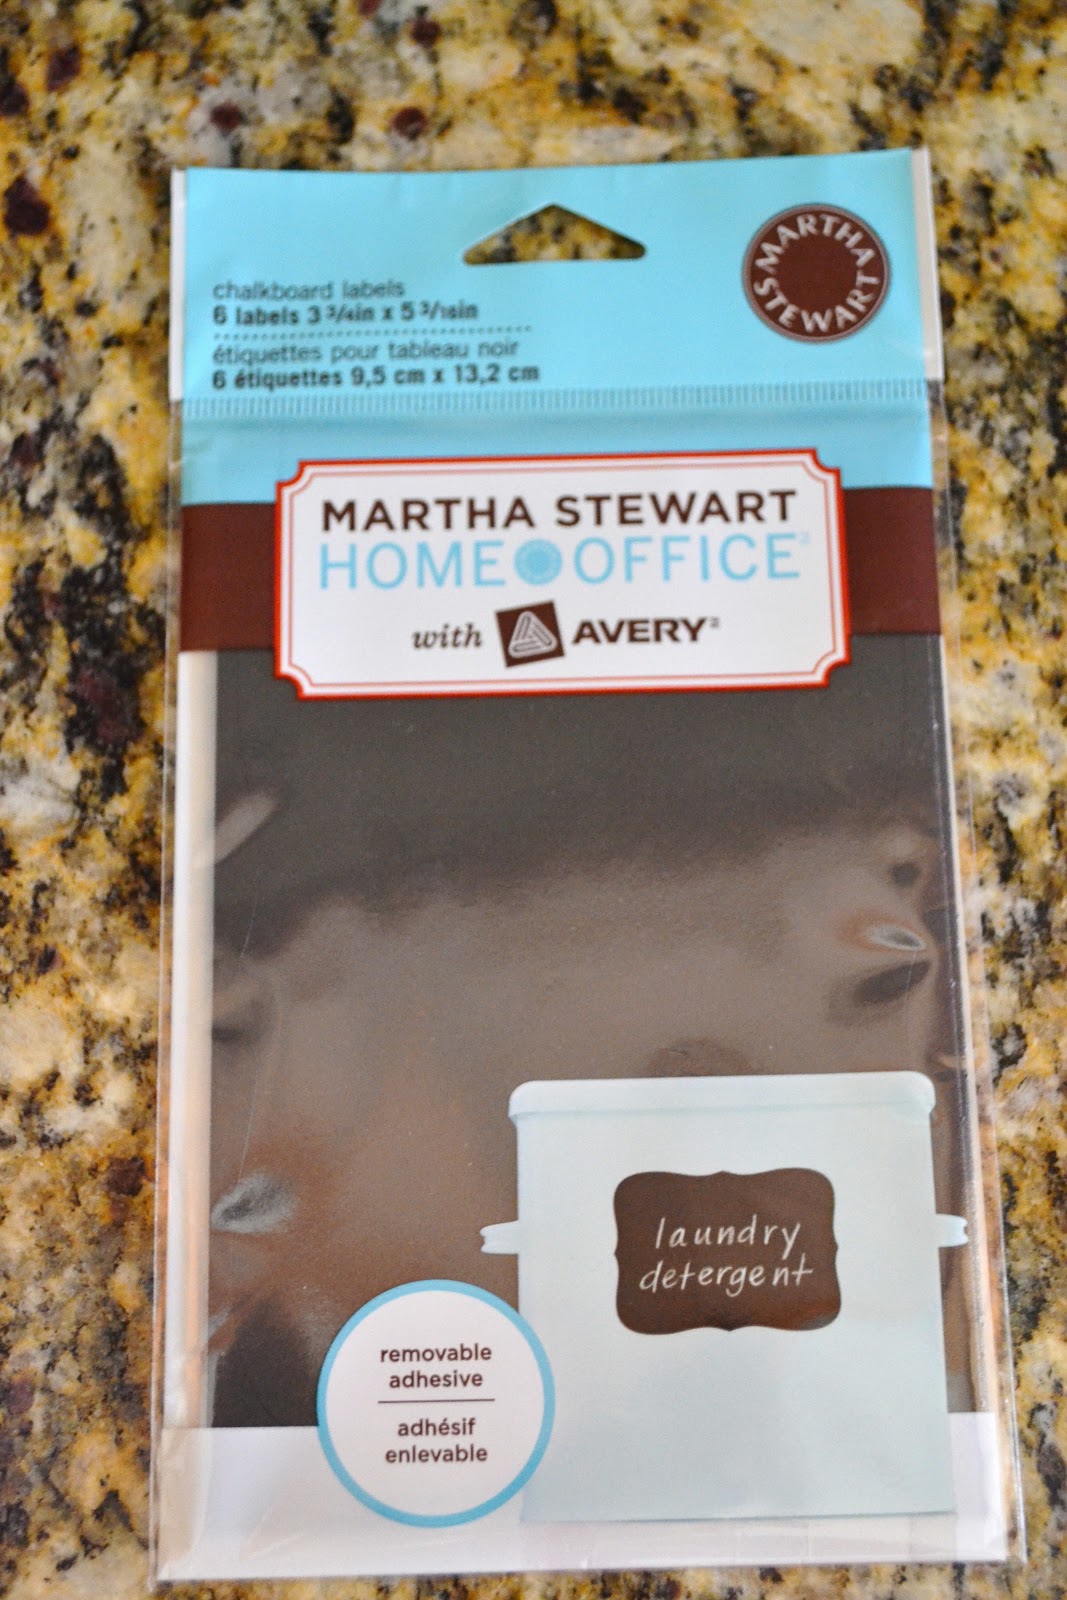 chalkboard labels
6 labels 3 3/4in x 5 3/16in
étiquettes pour tableau noir
6 étiquettes 9,5 cm x 13,2 cm
MARTHA STEWART
MARTHA STEWART
HOME OFFICE
with AVERY
laundry
detergent
removable
adhesive
adhésif
enlevable